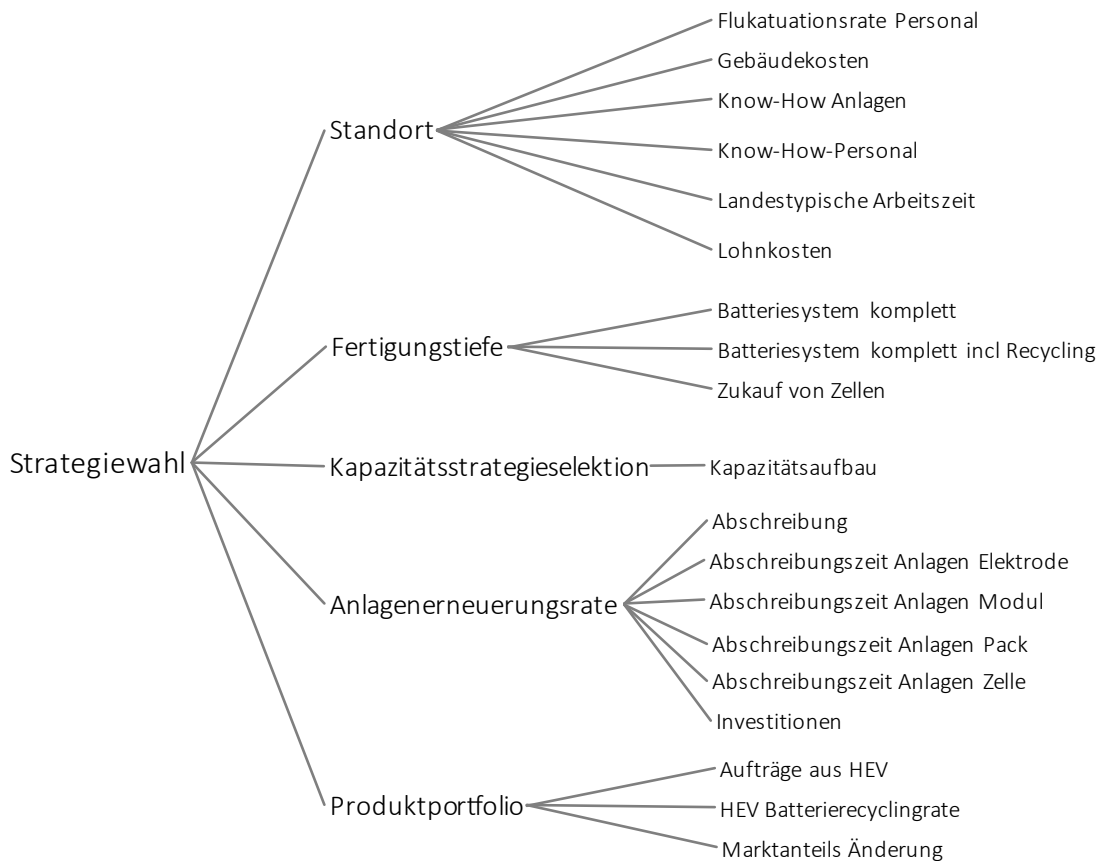 Strategiewahl
Standort
Flukatuationsrate Personal
Gebäudekosten
Know-How Anlagen
Know-How-Personal
Landestypische Arbeitszeit
Lohnkosten
Fertigungstiefe
Batteriesystem komplett
Batteriesystem komplett incl Recycling
Zukauf von Zellen
Kapazitätsstrategieselektion
Kapazitätsaufbau
Anlagenerneuerungsrate
Abschreibung
Abschreibungszeit Anlagen Elektrode
Abschreibungszeit Anlagen Modul
Abschreibungszeit Anlagen Pack
Abschreibungszeit Anlagen Zelle
Investitionen
Produktportfolio
Aufträge aus HEV
HEV Batterierecyclingrate
Marktanteils Änderung